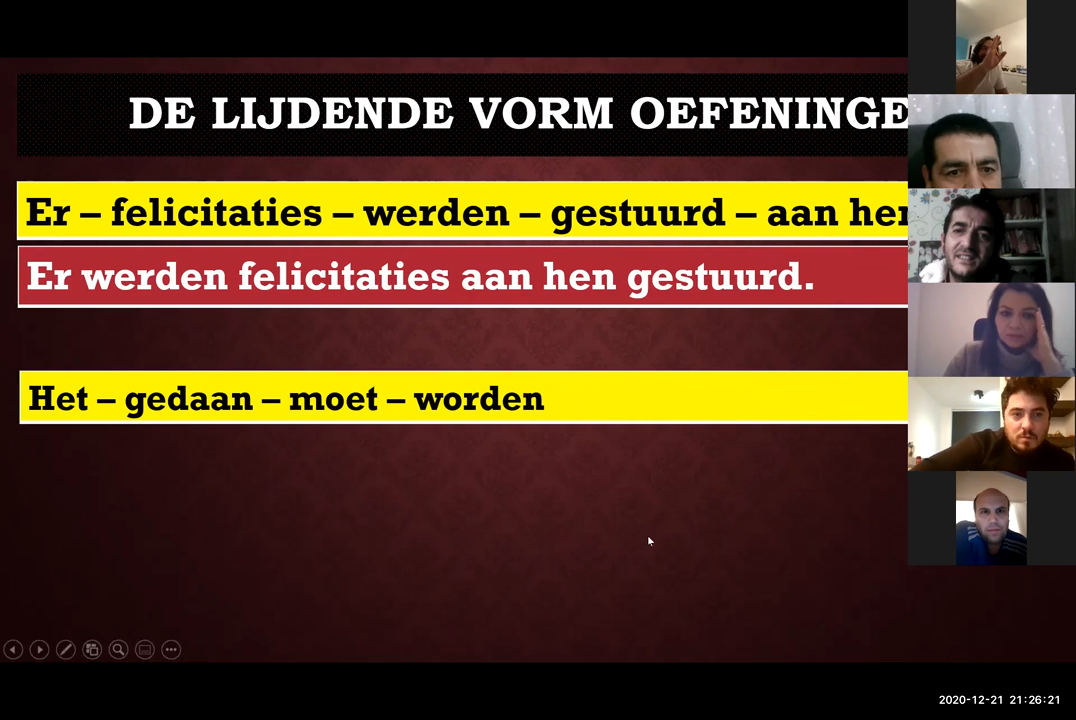 DE LIJDENDE VORM OEFENINGE
Er – felicitaties – werden – gestuurd – aan hen
Er werden felicitaties aan hen gestuurd.
Het – gedaan – moet – worden
2020-12-21 21:26:21